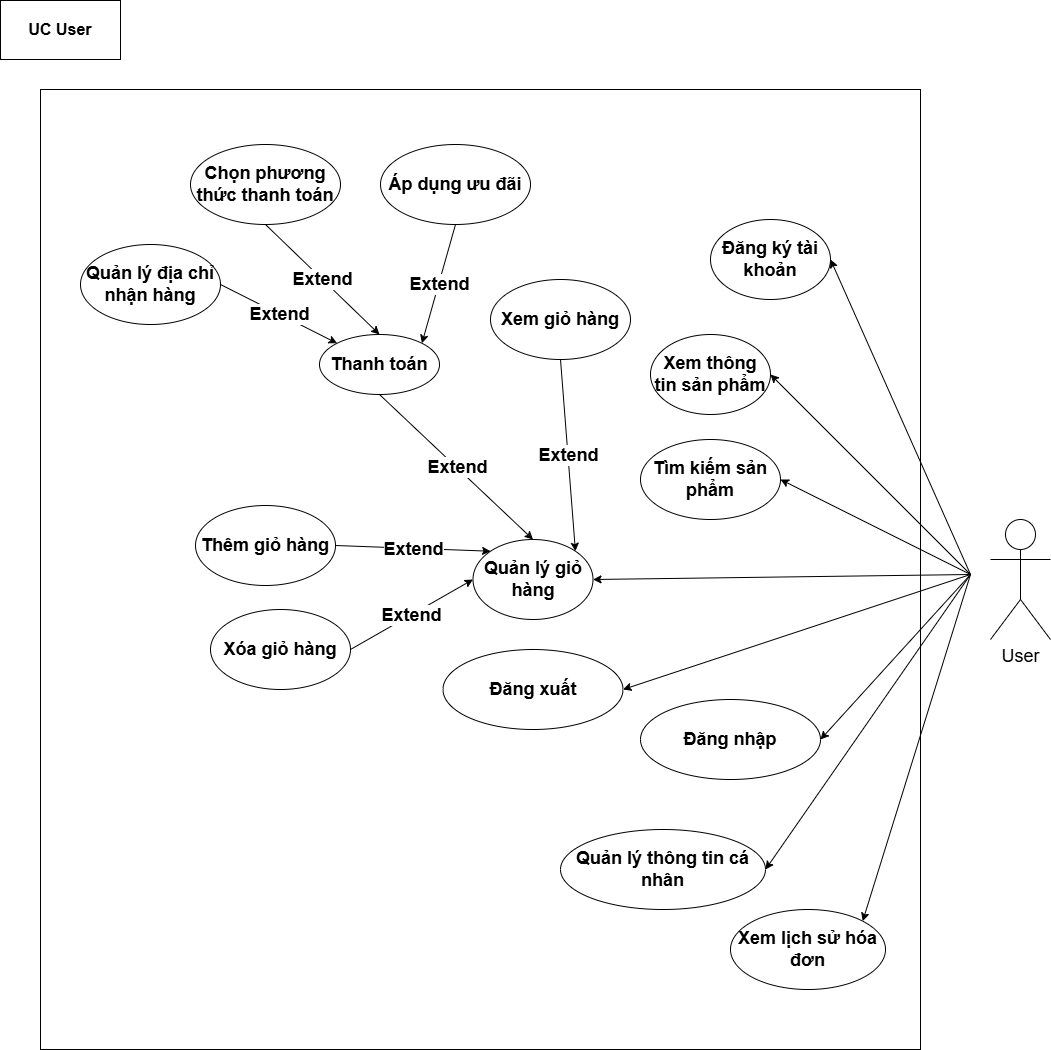 UC User
Chọn phương
thức thanh toán
Áp dụng ưu đãi
Đăng ký tài
khoản
Quản lý địa chỉ
nhận hàng
Extend
Extend
Extend
Xem giỏ hàng
Thanh toán
Xem thông
tin sản phẩm
Extend
Extend
Tìm kiếm sản
phẩm
Thêm giỏ hàng
Extend
Quản lý giỏ
hàng
Extend
Xóa giỏ hàng
User
Đăng xuất
Đăng nhập
Quản lý thông tin cá
nhân
Xem lịch sử hóa
đơn